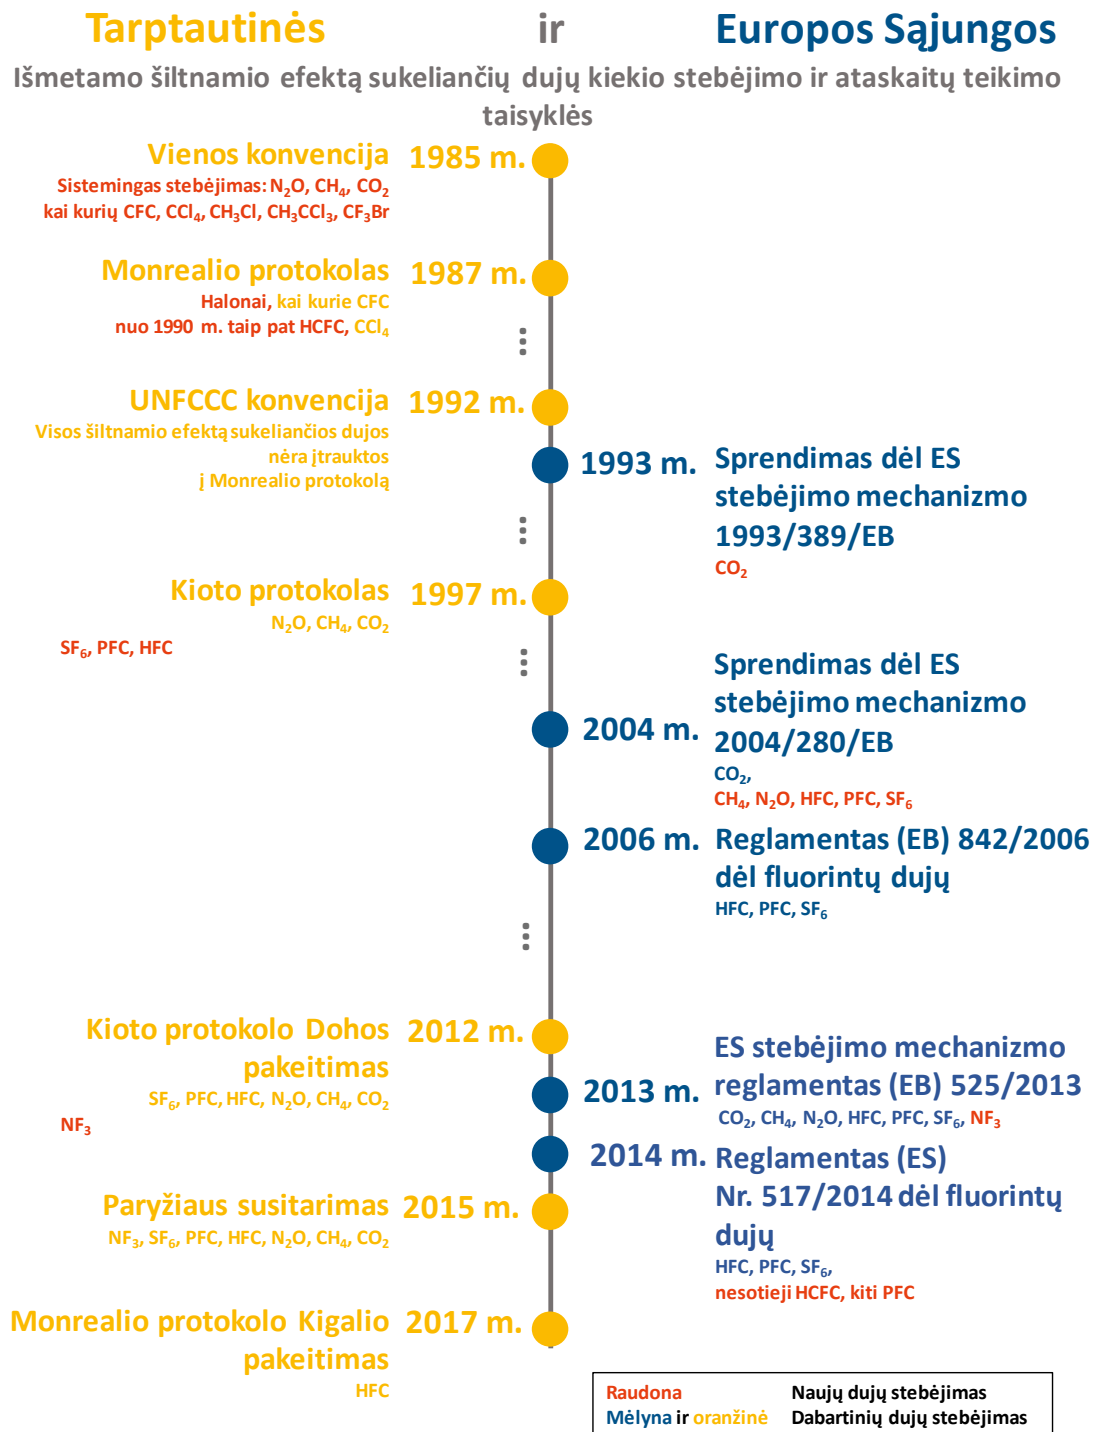 Tarptautinės ir Europos Sąjungos
Išmetamo šiltnamio efektą sukeliančių dujų kiekio stebėjimo ir ataskaitų teikimo
taisyklės
Vienos konvencija 1985 m.
Sistemingas stebėjimas: N₂O, CH₄, CO₂
kai kurių CFC, CCl₄, CH₃Cl, CH₃CCl₃, CF₃Br
Monrealio protokolas 1987 m.
Halonai, kai kurie CFC
nuo 1990 m. taip pat HCFC, CCl₄
UNFCCC konvencija 1992 m.
Visos šiltnamio efektą sukeliančios dujos
nėra įtrauktos
į Monrealio protokolą
1993 m. Sprendimas dėl ES
stebėjimo mechanizmo
1993/389/EB
CO₂
Kioto protokolas 1997 m.
N₂O, CH₄, CO₂
SF₆, PFC, HFC
Sprendimas dėl ES
stebėjimo mechanizmo
2004 m. 2004/280/EB
CO₂,
CH₄, N₂O, HFC, PFC, SF₆
2006 m. Reglamentas (EB) 842/2006
dėl fluorintų dujų
HFC, PFC, SF₆
Kioto protokolo Dohos 2012 m.
pakeitimas
SF₆, PFC, HFC, N₂O, CH₄, CO₂
NF₃
ES stebėjimo mechanizmo
2013 m. reglamentas (EB) 525/2013
CO₂, CH₄, N₂O, HFC, PFC, SF₆, NF₃
2014 m. Reglamentas (ES)
Nr. 517/2014 dėl fluorintų
dujų
HFC, PFC, SF₆,
nesotieji HCFC, kiti PFC
Paryžiaus susitarimas 2015 m.
NF₃, SF₆, PFC, HFC, N₂O, CH₄, CO₂
Monrealio protokolo Kigalio 2017 m.
pakeitimas
HFC
Raudona Naujų dujų stebėjimas
Mėlyna ir oranžinė Dabartinių dujų stebėjimas